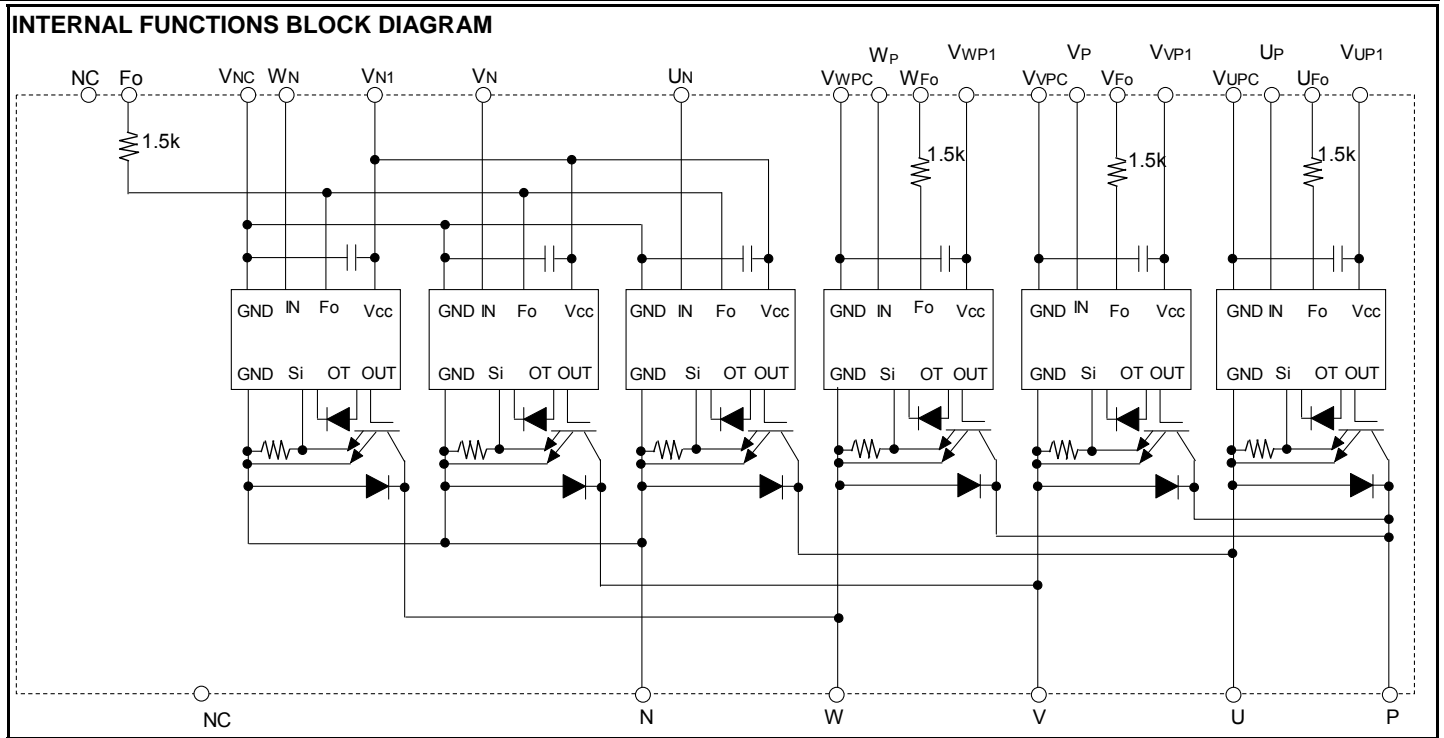 INTERNAL FUNCTIONS BLOCK DIAGRAM
NC Fo VNC WN VN1 VN UN VWPC WP WFo VWP1 VVPC VP VFo VVP1 VUPC UP UFo VUP1
1.5k 1.5k 1.5k 1.5k
GND IN Fo Vcc GND IN Fo Vcc GND IN Fo Vcc GND IN Fo Vcc GND IN Fo Vcc GND IN Fo Vcc
GND Si OT OUT GND Si OT OUT GND Si OT OUT GND Si OT OUT GND Si OT OUT GND Si OT OUT
NC N W V U P